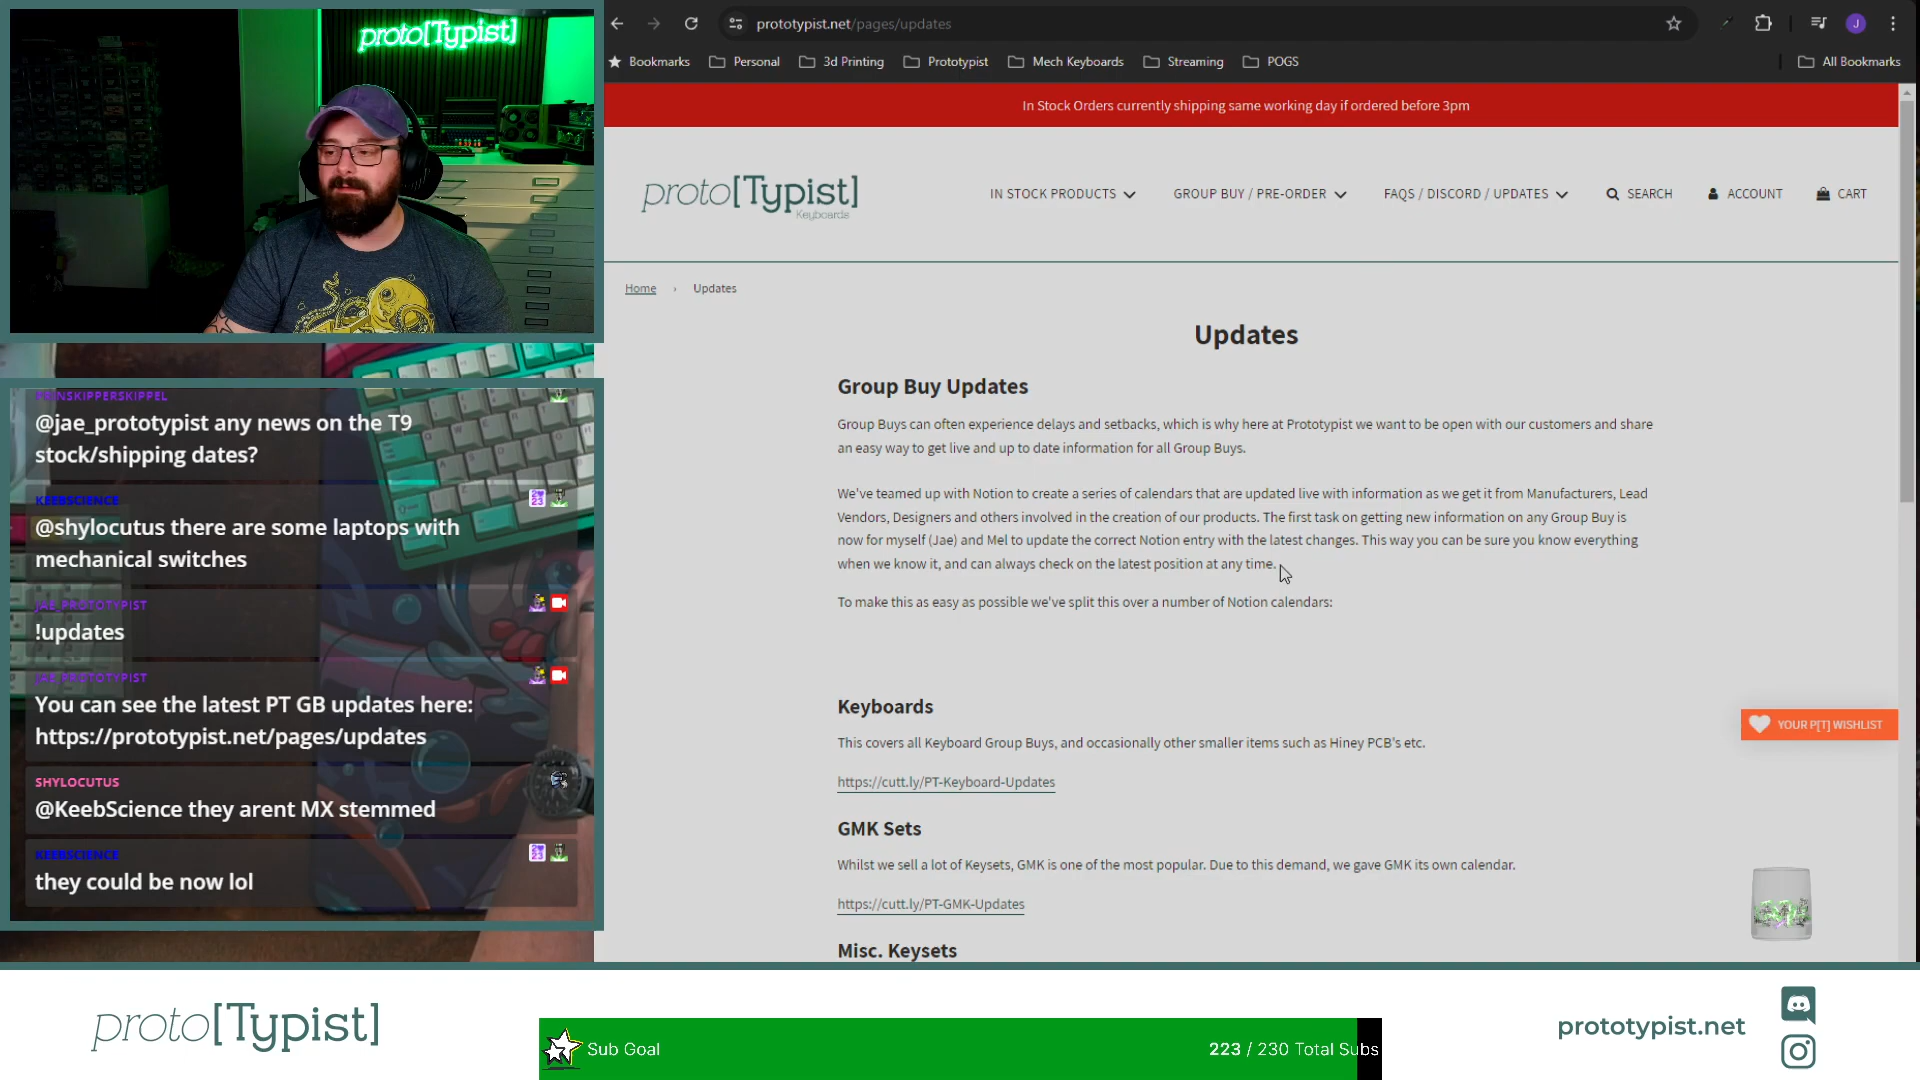 proto[Typist]
prototypist.net/pages/updates
J
Bookmarks
Personal
3d Printing
Prototypist
Mech Keyboards
Streaming
POGS
All Bookmarks
In Stock Orders currently shipping same working day if ordered before 3pm
proto[Typist]
Keyboards
IN STOCK PRODUCTS
GROUP BUY / PRE-ORDER
FAQS / DISCORD / UPDATES
SEARCH
ACCOUNT
CART
Home › Updates
Updates
Group Buy Updates
Group Buys can often experience delays and setbacks, which is why here at Prototypist we want to be open with our customers and share
an easy way to get live and up to date information for all Group Buys.
We've teamed up with Notion to create a series of calendars that are updated live with information as we get it from Manufacturers, Lead
Vendors, Designers and others involved in the creation of our products. The first task on getting new information on any Group Buy is
now for myself (Jae) and Mel to update the correct Notion entry with the latest changes. This way you can be sure you know everything
when we know it, and can always check on the latest position at any time.
To make this as easy as possible we've split this over a number of Notion calendars:
Keyboards
This covers all Keyboard Group Buys, and occasionally other smaller items such as Hiney PCB's etc.
https://cutt.ly/PT-Keyboard-Updates
GMK Sets
Whilst we sell a lot of Keysets, GMK is one of the most popular. Due to this demand, we gave GMK its own calendar.
https://cutt.ly/PT-GMK-Updates
Misc. Keysets
YOUR P[T] WISHLIST
@jae_prototypist any news on the T9
stock/shipping dates?
KEEBSCIENCE
@shylocutus there are some laptops with
mechanical switches
JAE_PROTOTYPIST
!updates
JAE_PROTOTYPIST
You can see the latest PT GB updates here:
https://prototypist.net/pages/updates
SHYLOCUTUS
@KeebScience they arent MX stemmed
KEEBSCIENCE
they could be now lol
proto[Typist]
Sub Goal
223 / 230 Total Subs
prototypist.net